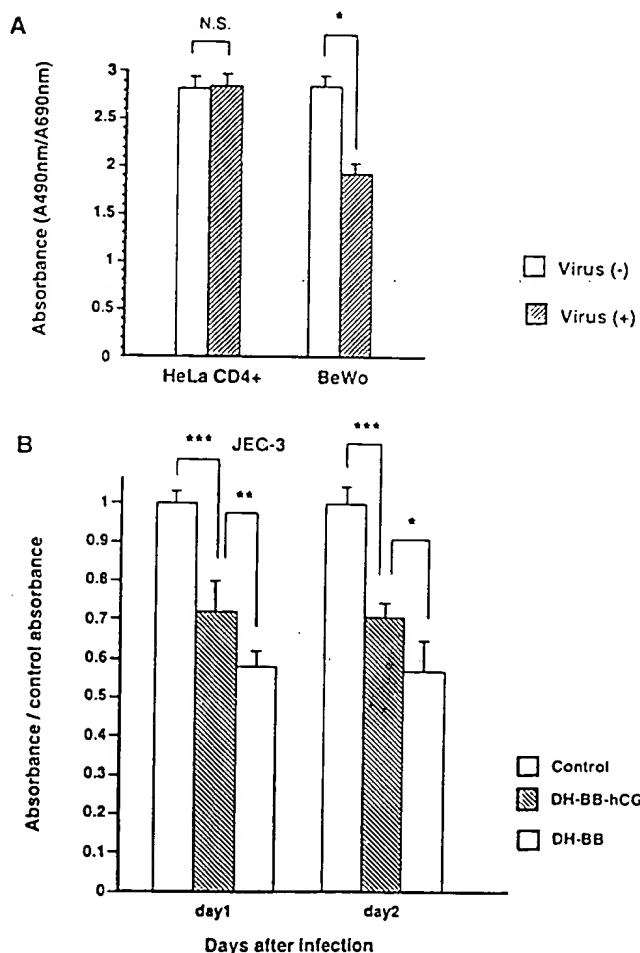 A
N.S.
*
Absorbance (A490nm/A690nm)
3
2.5
2
1.5
1
0.5
0
HeLa CD4+
BeWo
Virus (-)
Virus (+)
B
JEG-3
***
**
***
*
Absorbance / control absorbance
1
0.9
0.8
0.7
0.6
0.5
0.4
0.3
0.2
0.1
0
day1
day2
Days after infection
Control
DH-BB-hCG
DH-BB